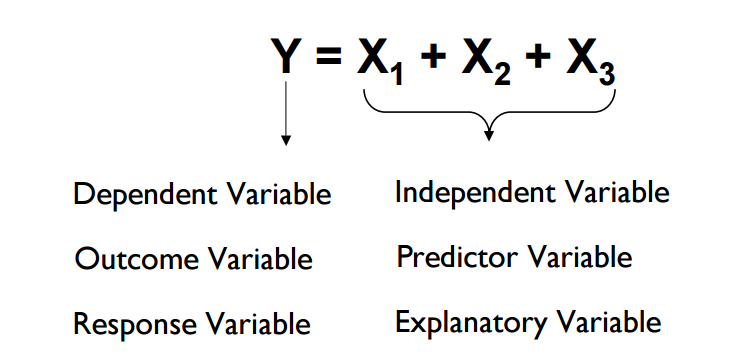 Y = X₁ + X₂ + X₃
Dependent Variable Independent Variable
Outcome Variable Predictor Variable
Response Variable Explanatory Variable